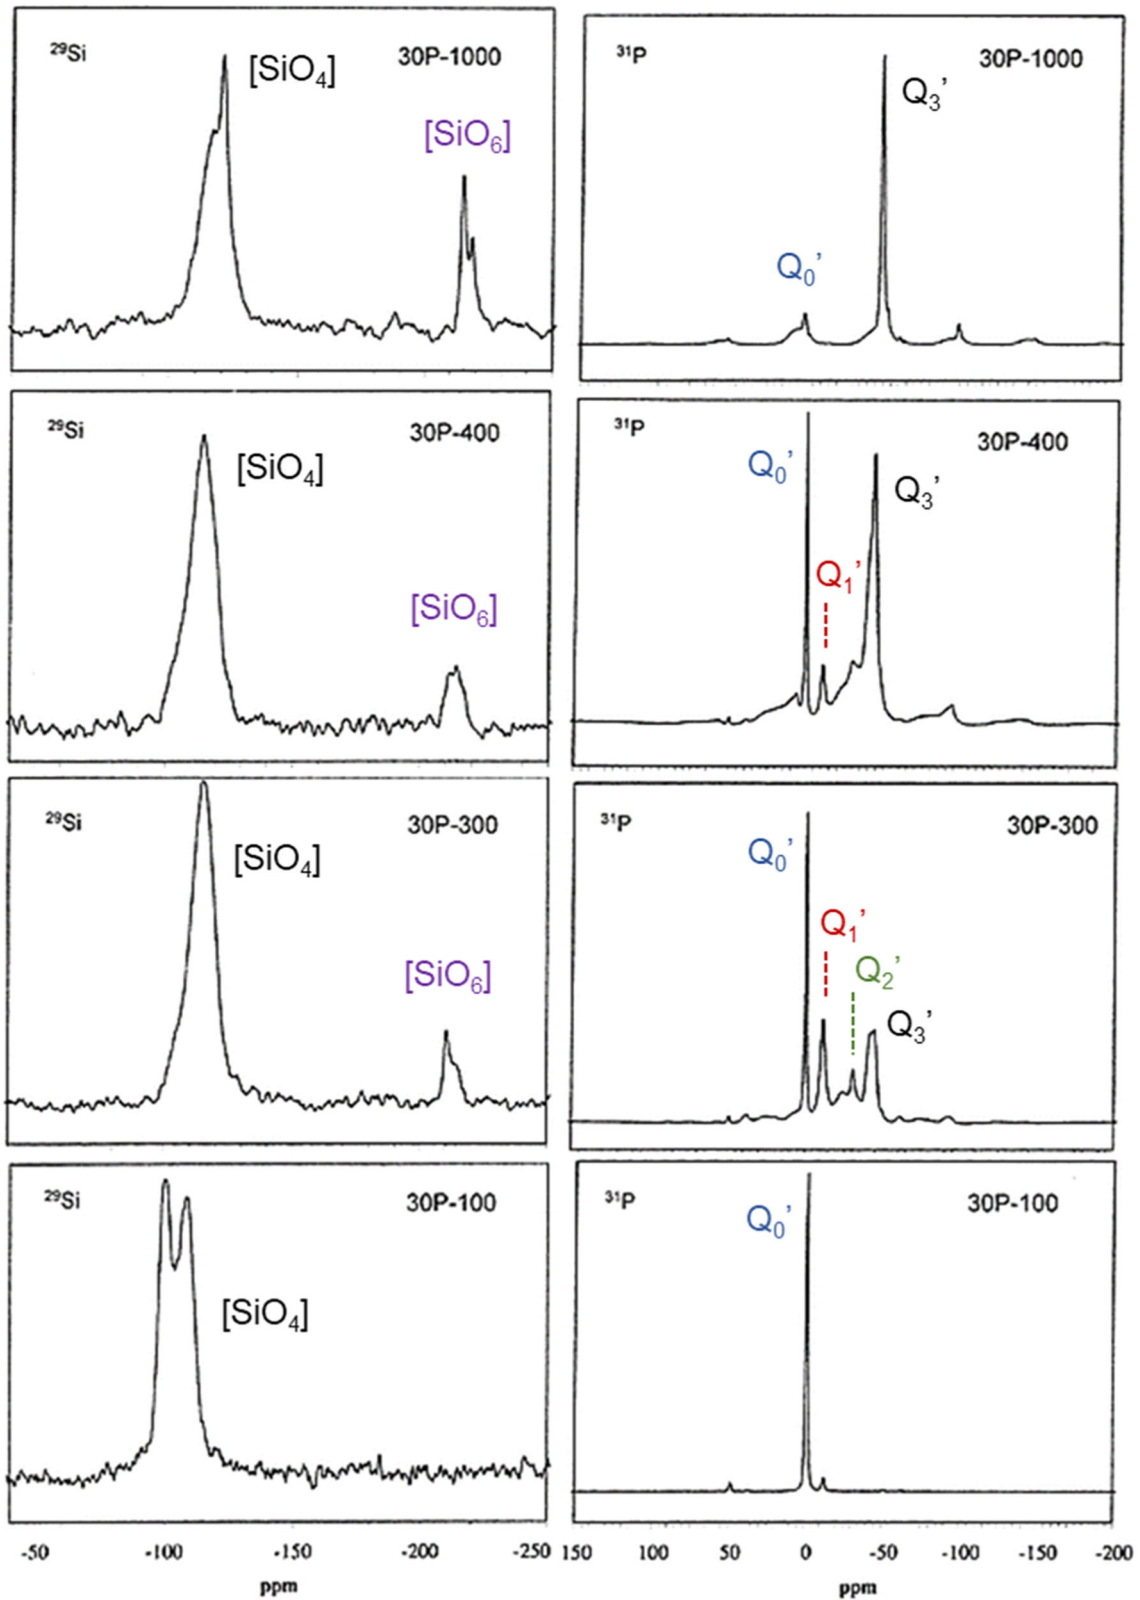 ²⁹Si
[SiO₄]
30P-1000
[SiO₆]
³¹P
30P-1000
Q₃’
Q₀’
²⁹Si
30P-400
[SiO₄]
[SiO₆]
³¹P
30P-400
Q₀’
Q₃’
Q₁’
²⁹Si
30P-300
[SiO₄]
[SiO₆]
³¹P
30P-300
Q₀’
Q₁’
Q₂’
Q₃’
²⁹Si
30P-100
[SiO₄]
³¹P
30P-100
Q₀’
-50 -100 -150 -200 -250
ppm
150 100 50 0 -50 -100 -150 -200
ppm